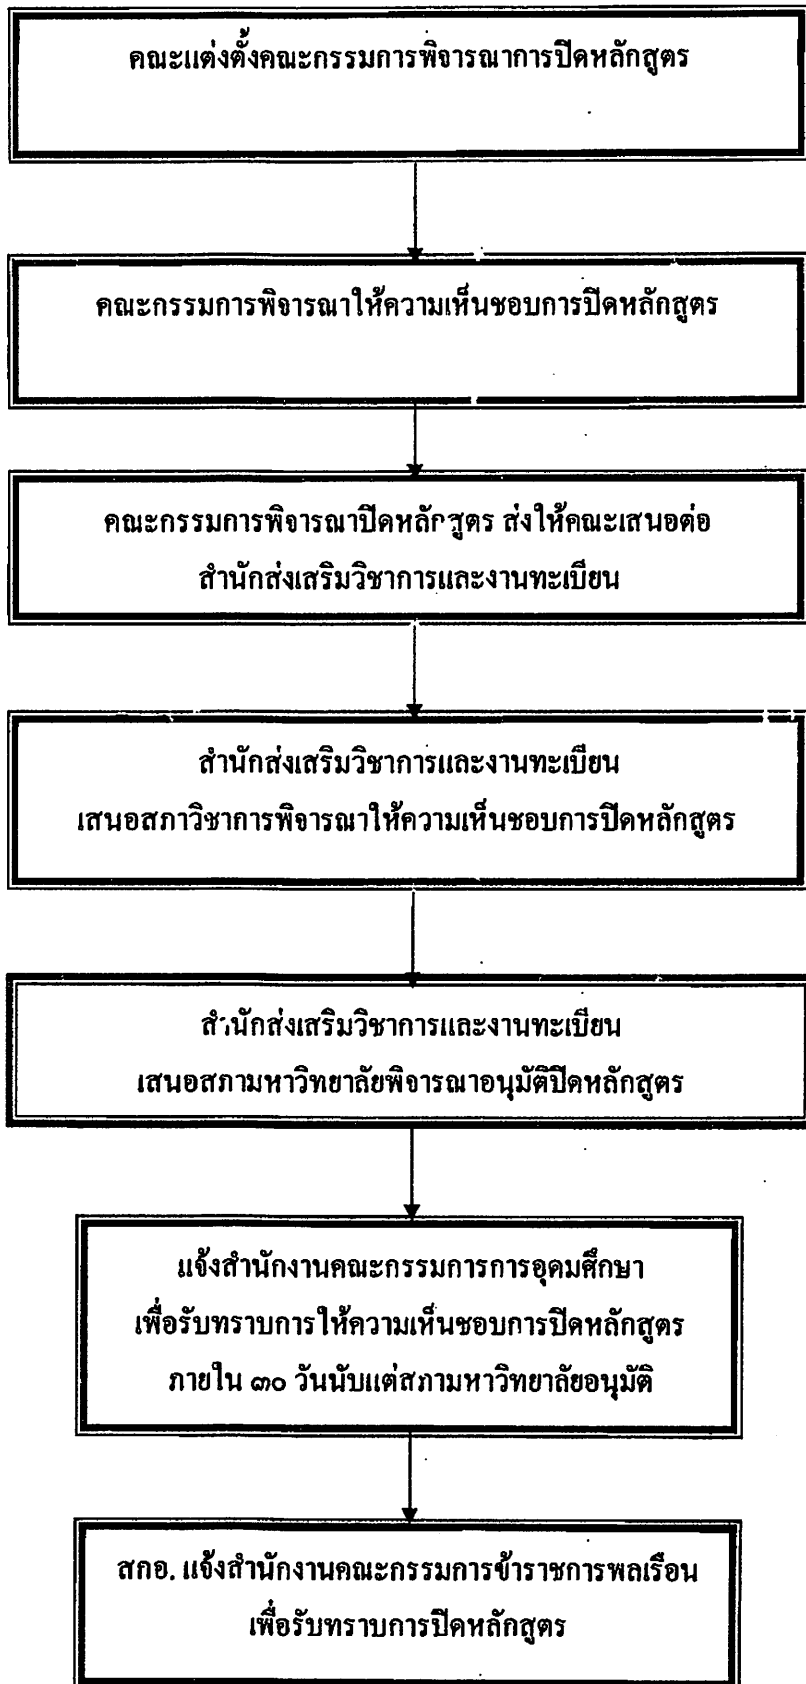 คณะแต่งตั้งคณะกรรมการพิจารณาการปิดหลักสูตร
คณะกรรมการพิจารณาให้ความเห็นชอบการปิดหลักสูตร
คณะกรรมการพิจารณาปิดหลักสูตร ส่งให้คณะเสนอต่อ
สำนักส่งเสริมวิชาการและงานทะเบียน
สำนักส่งเสริมวิชาการและงานทะเบียน
เสนอสภาวิชาการพิจารณาให้ความเห็นชอบการปิดหลักสูตร
สำนักส่งเสริมวิชาการและงานทะเบียน
เสนอสภามหาวิทยาลัยพิจารณาอนุมัติปิดหลักสูตร
แจ้งสำนักงานคณะกรรมการการอุดมศึกษา
เพื่อรับทราบการให้ความเห็นชอบการปิดหลักสูตร
ภายใน ๓๐ วันนับแต่สภามหาวิทยาลัยอนุมัติ
สกอ. แจ้งสำนักงานคณะกรรมการข้าราชการพลเรือน
เพื่อรับทราบการปิดหลักสูตร